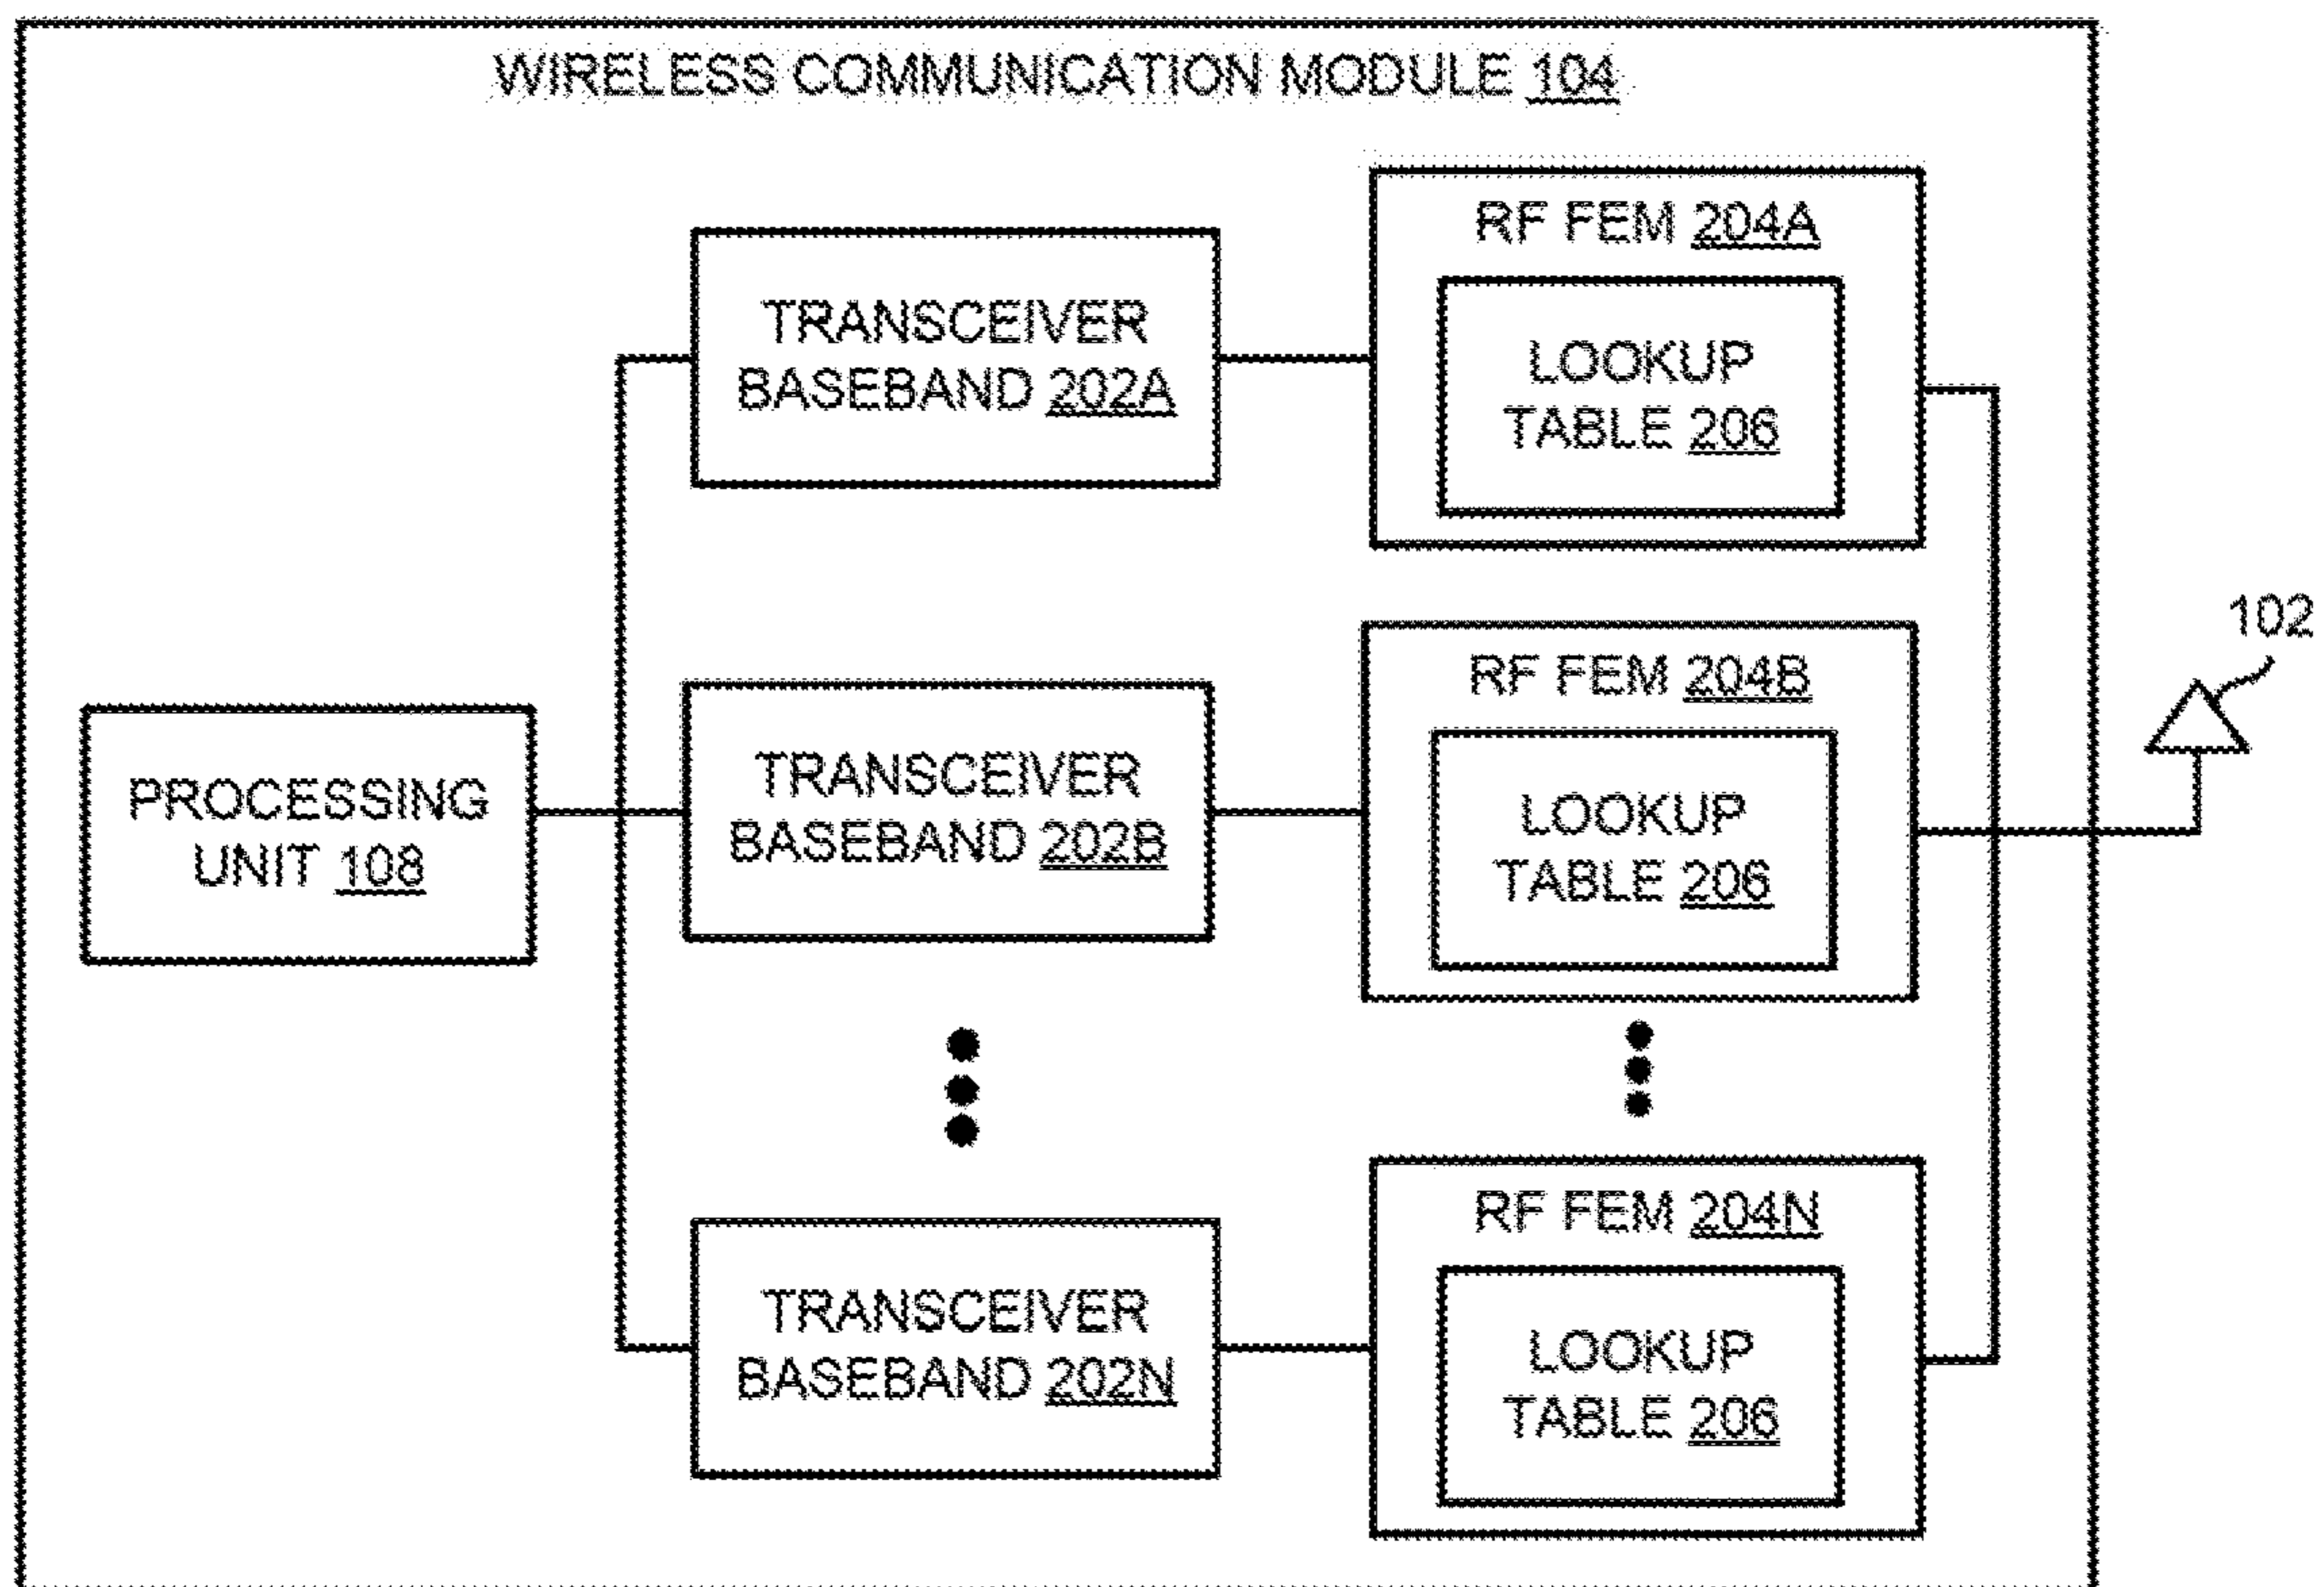 WIRELESS COMMUNICATION MODULE 104
RF FEM 204A
TRANSCEIVER
BASEBAND 202A
LOOKUP
TABLE 206
102
RF FEM 204B
PROCESSING
UNIT 108
TRANSCEIVER
BASEBAND 202B
LOOKUP
TABLE 206
RF FEM 204N
TRANSCEIVER
BASEBAND 202N
LOOKUP
TABLE 206